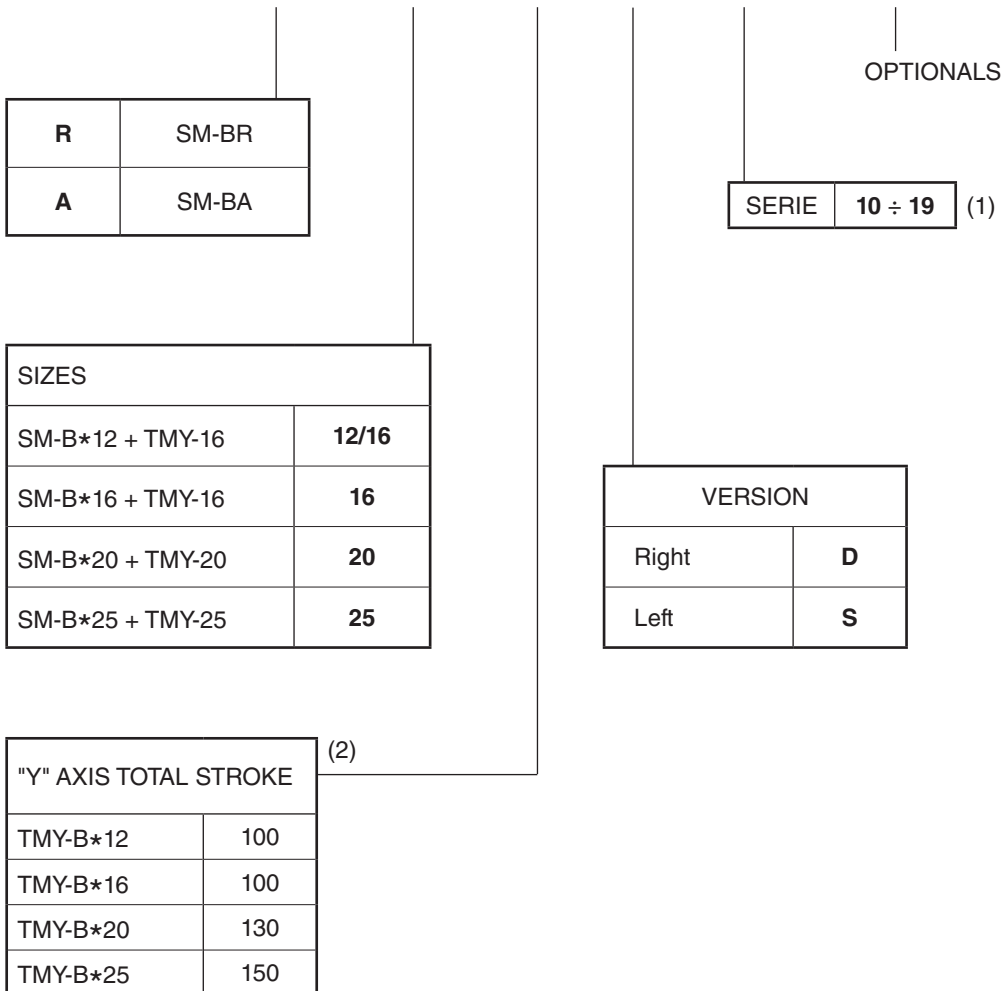 OPTIONALS
R SM-BR
A SM-BA
SERIE 10 ÷ 19 (1)
SIZES
SM-B*12 + TMY-16 12/16
SM-B*16 + TMY-16 16
SM-B*20 + TMY-20 20
SM-B*25 + TMY-25 25
VERSION
Right D
Left S
"Y" AXIS TOTAL STROKE (2)
TMY-B*12 100
TMY-B*16 100
TMY-B*20 130
TMY-B*25 150